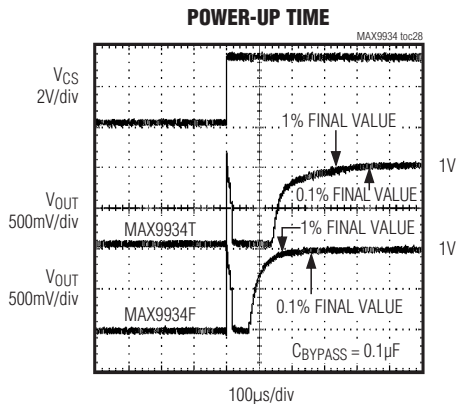 POWER-UP TIME
MAX9934 toc28
VCS
2V/div
1% FINAL VALUE
1V
0.1% FINAL VALUE
VOUT
500mV/div
MAX9934T
1% FINAL VALUE
1V
VOUT
500mV/div
MAX9934F
0.1% FINAL VALUE
CBYPASS = 0.1µF
100µs/div